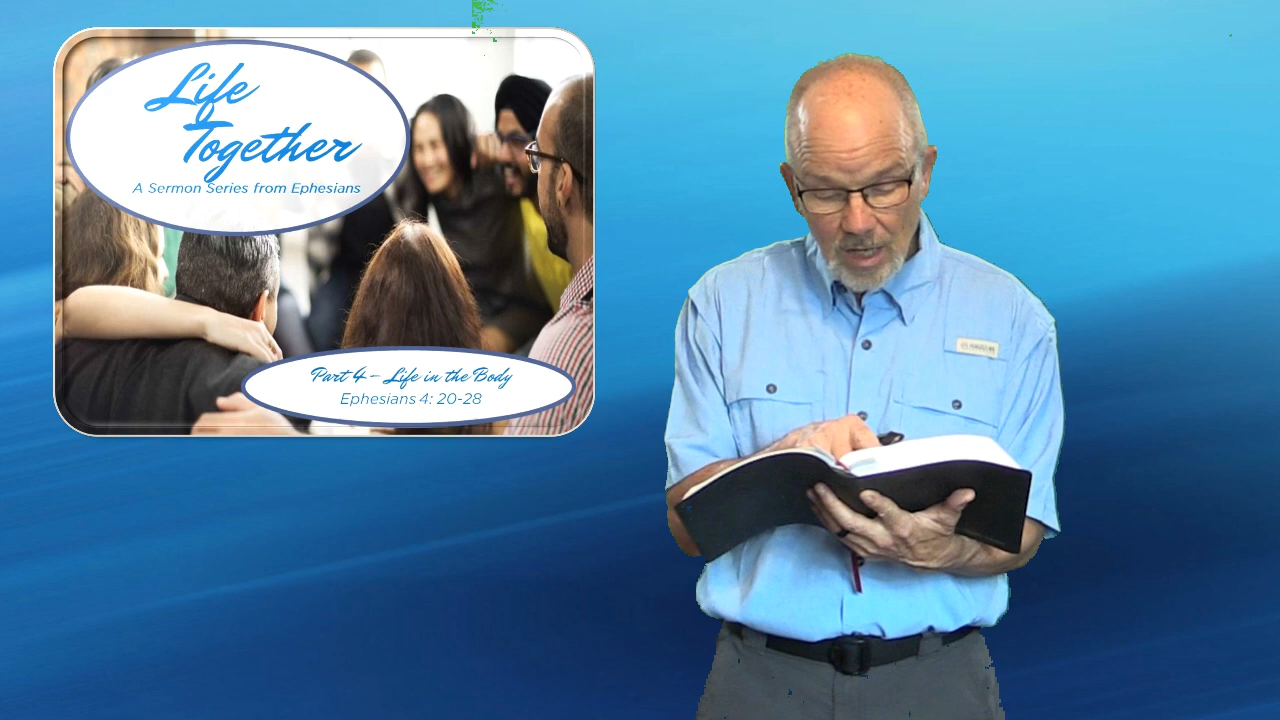 Life
Together
A Sermon Series from Ephesians
Part 4 – Life in the Body
Ephesians 4: 20-28